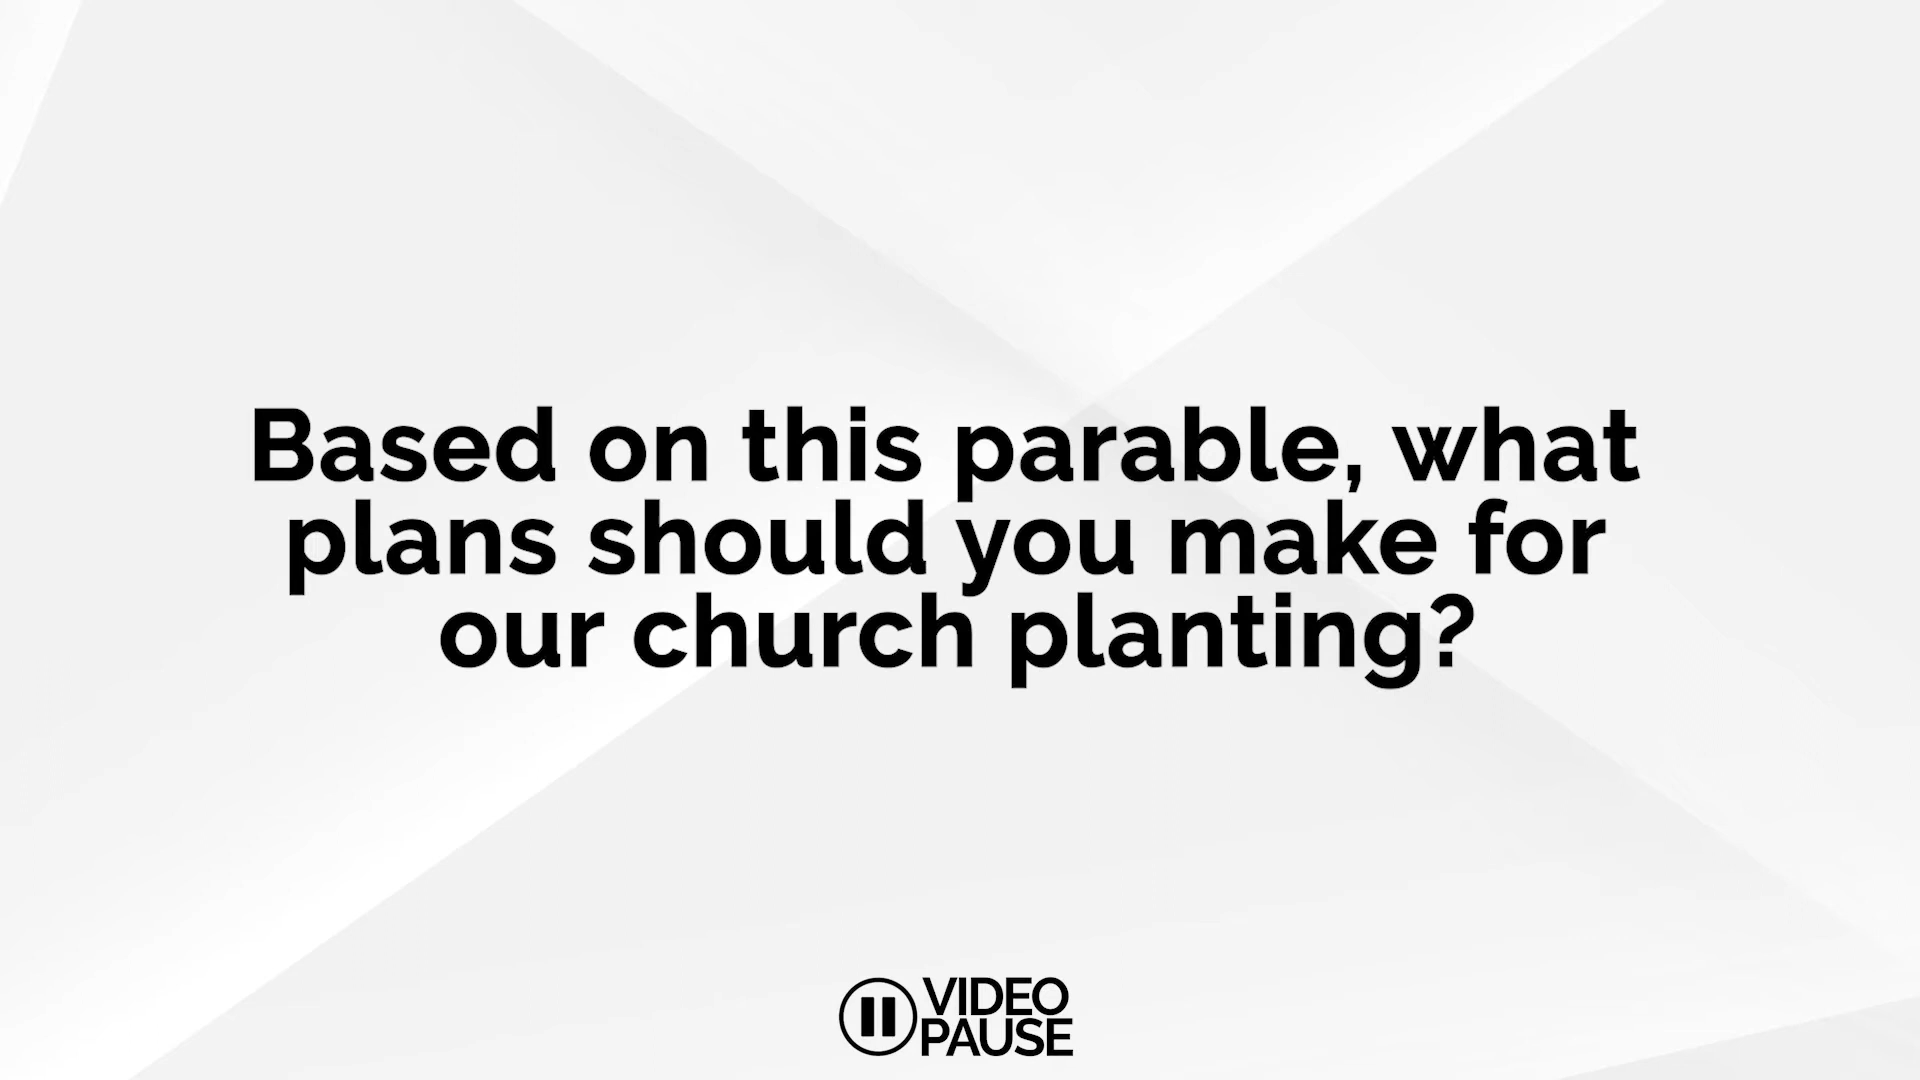 Based on this parable, what
plans should you make for
our church planting?
VIDEO
PAUSE